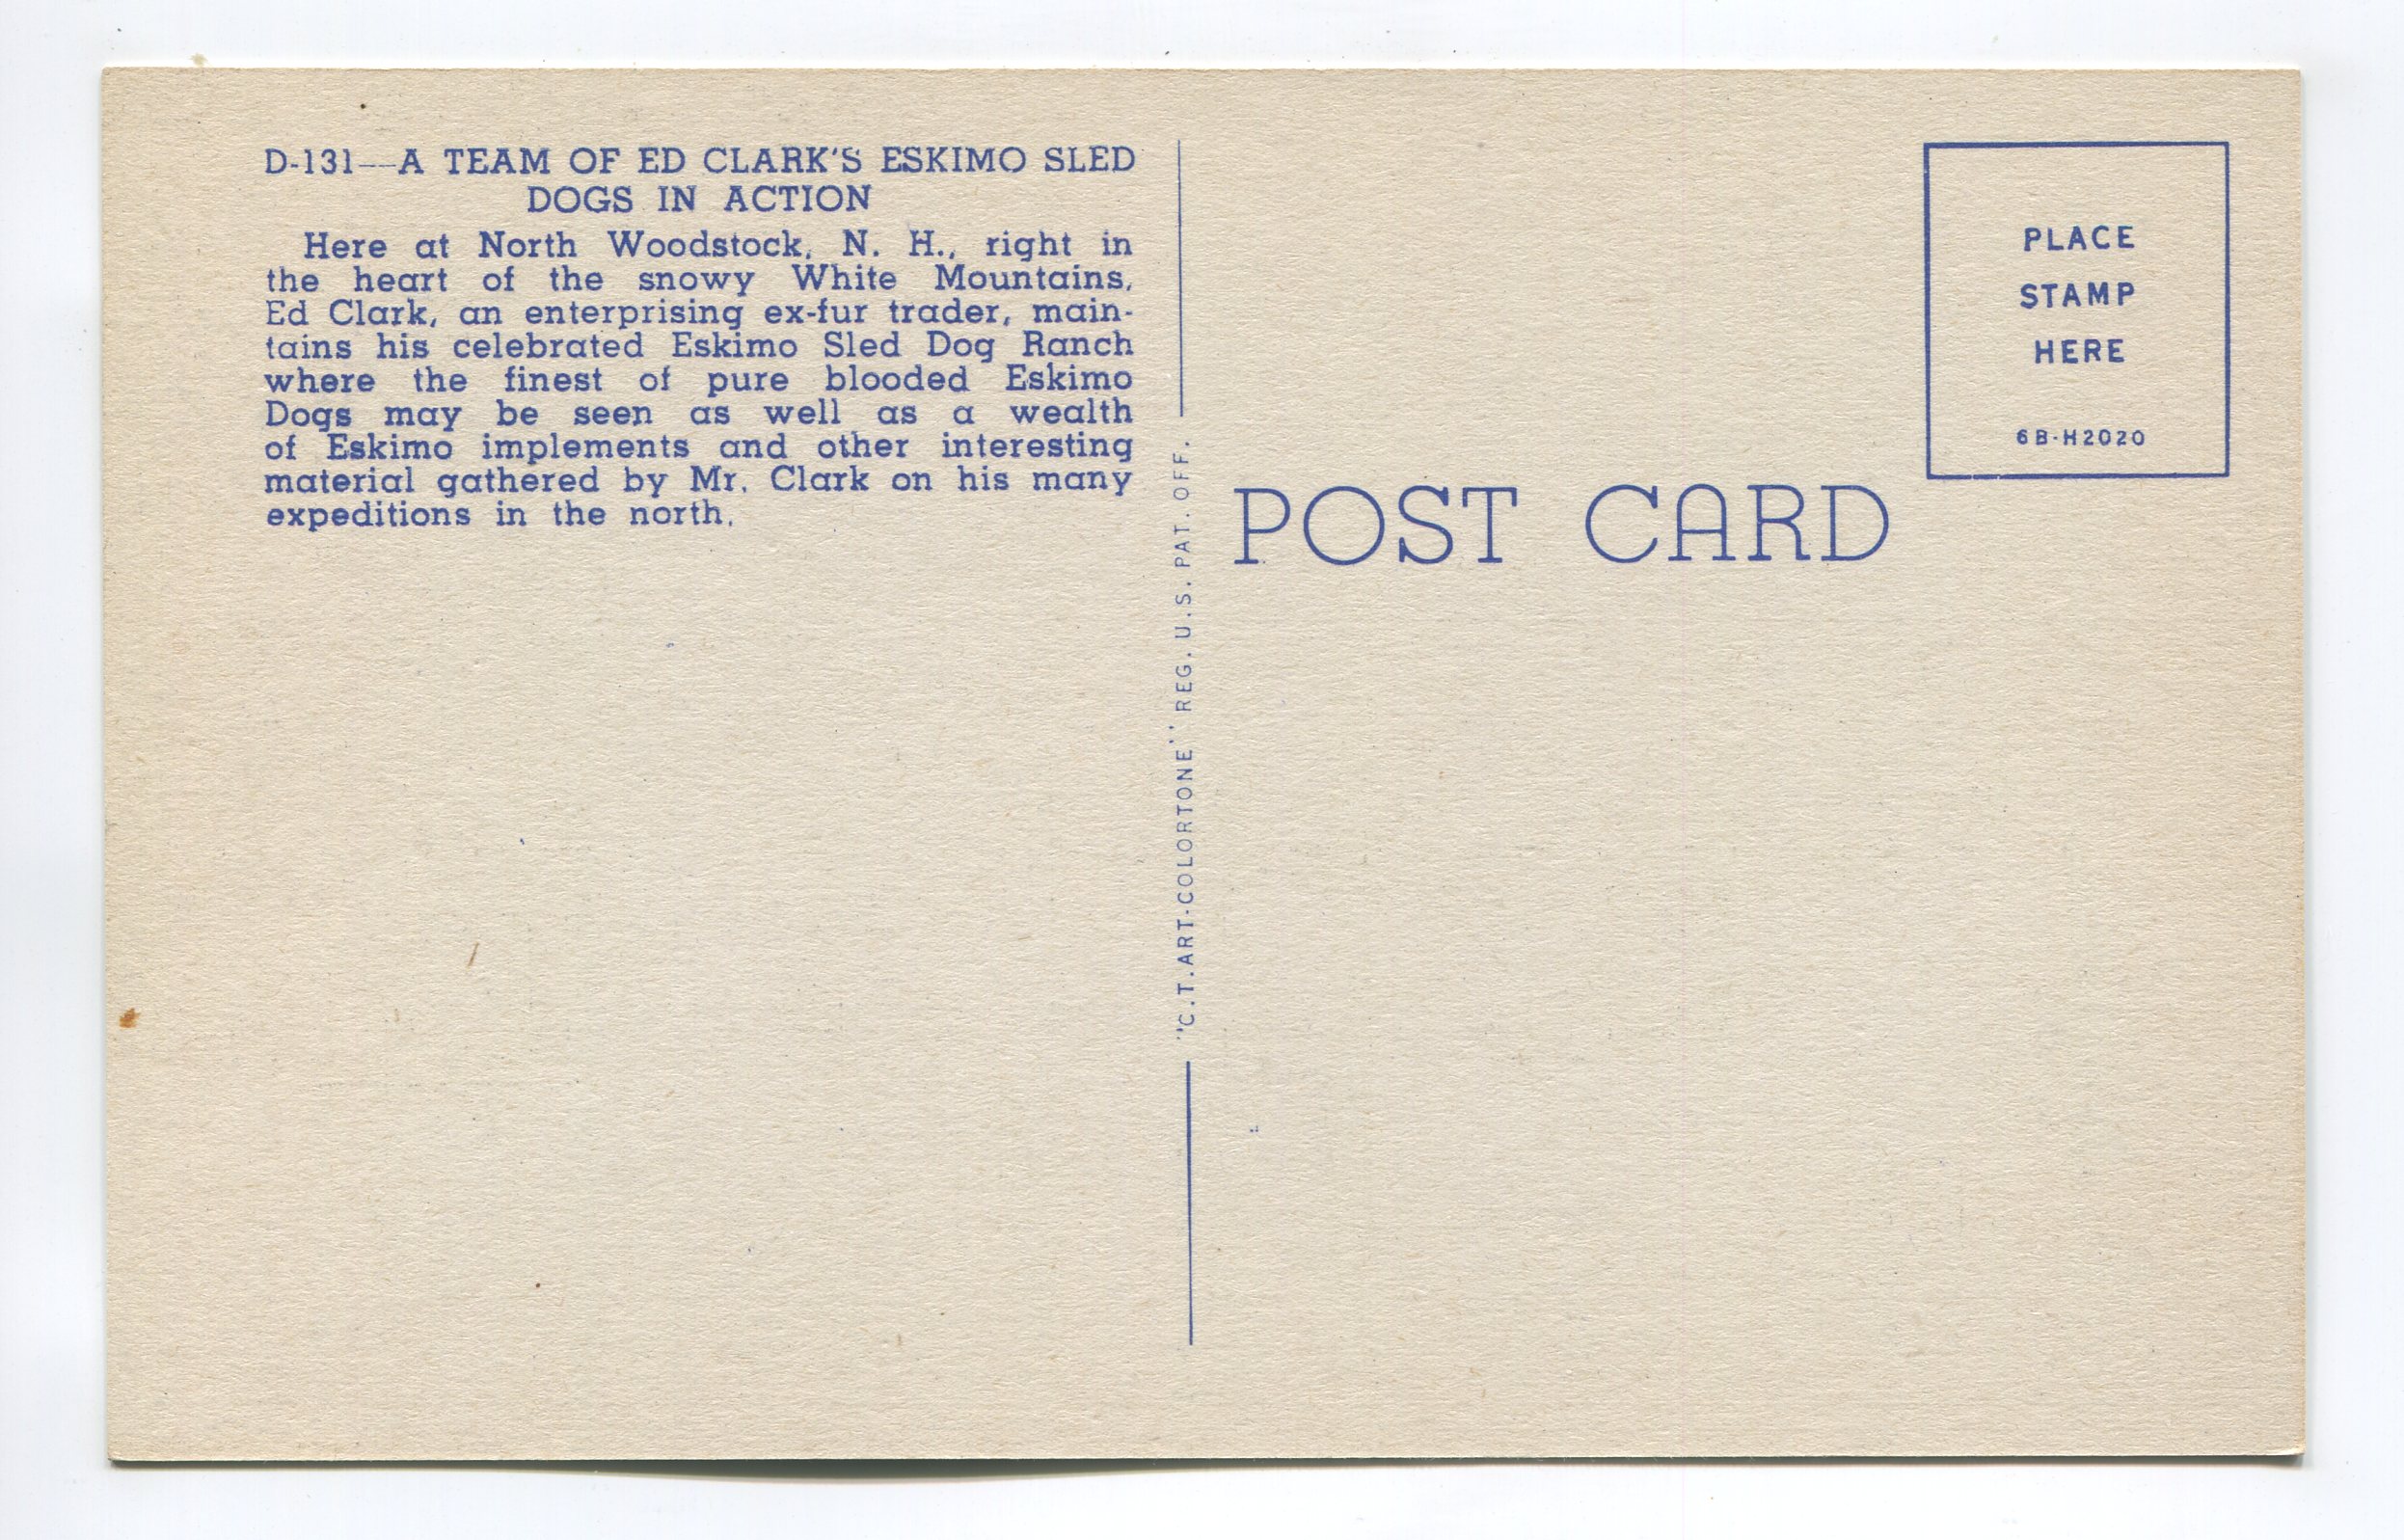 D-131—A TEAM OF ED CLARK'S ESKIMO SLED
DOGS IN ACTION
Here at North Woodstock, N. H., right in
the heart of the snowy White Mountains,
Ed Clark, an enterprising ex-fur trader, main-
tains his celebrated Eskimo Sled Dog Ranch
where the finest of pure blooded Eskimo
Dogs may be seen as well as a wealth
of Eskimo implements and other interesting
material gathered by Mr. Clark on his many
expeditions in the north.
"C.T.ART-COLORTONE" REG. U.S. PAT. OFF.
POST CARD
PLACE
STAMP
HERE
6B-H2020